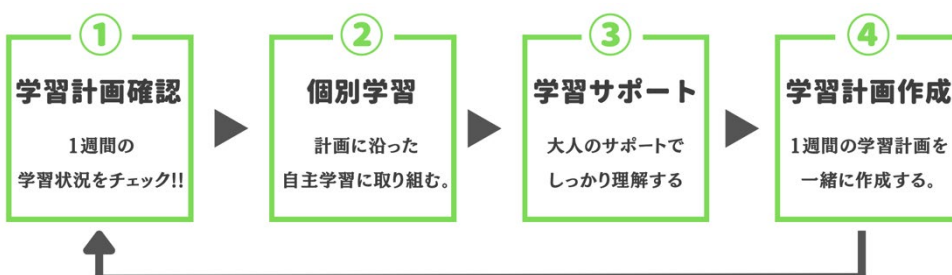 ①
学習計画確認
1週間の
学習状況をチェック!!
②
個別学習
計画に沿った
自主学習に取り組む。
③
学習サポート
大人のサポートで
しっかり理解する
④
学習計画作成
1週間の学習計画を
一緒に作成する。